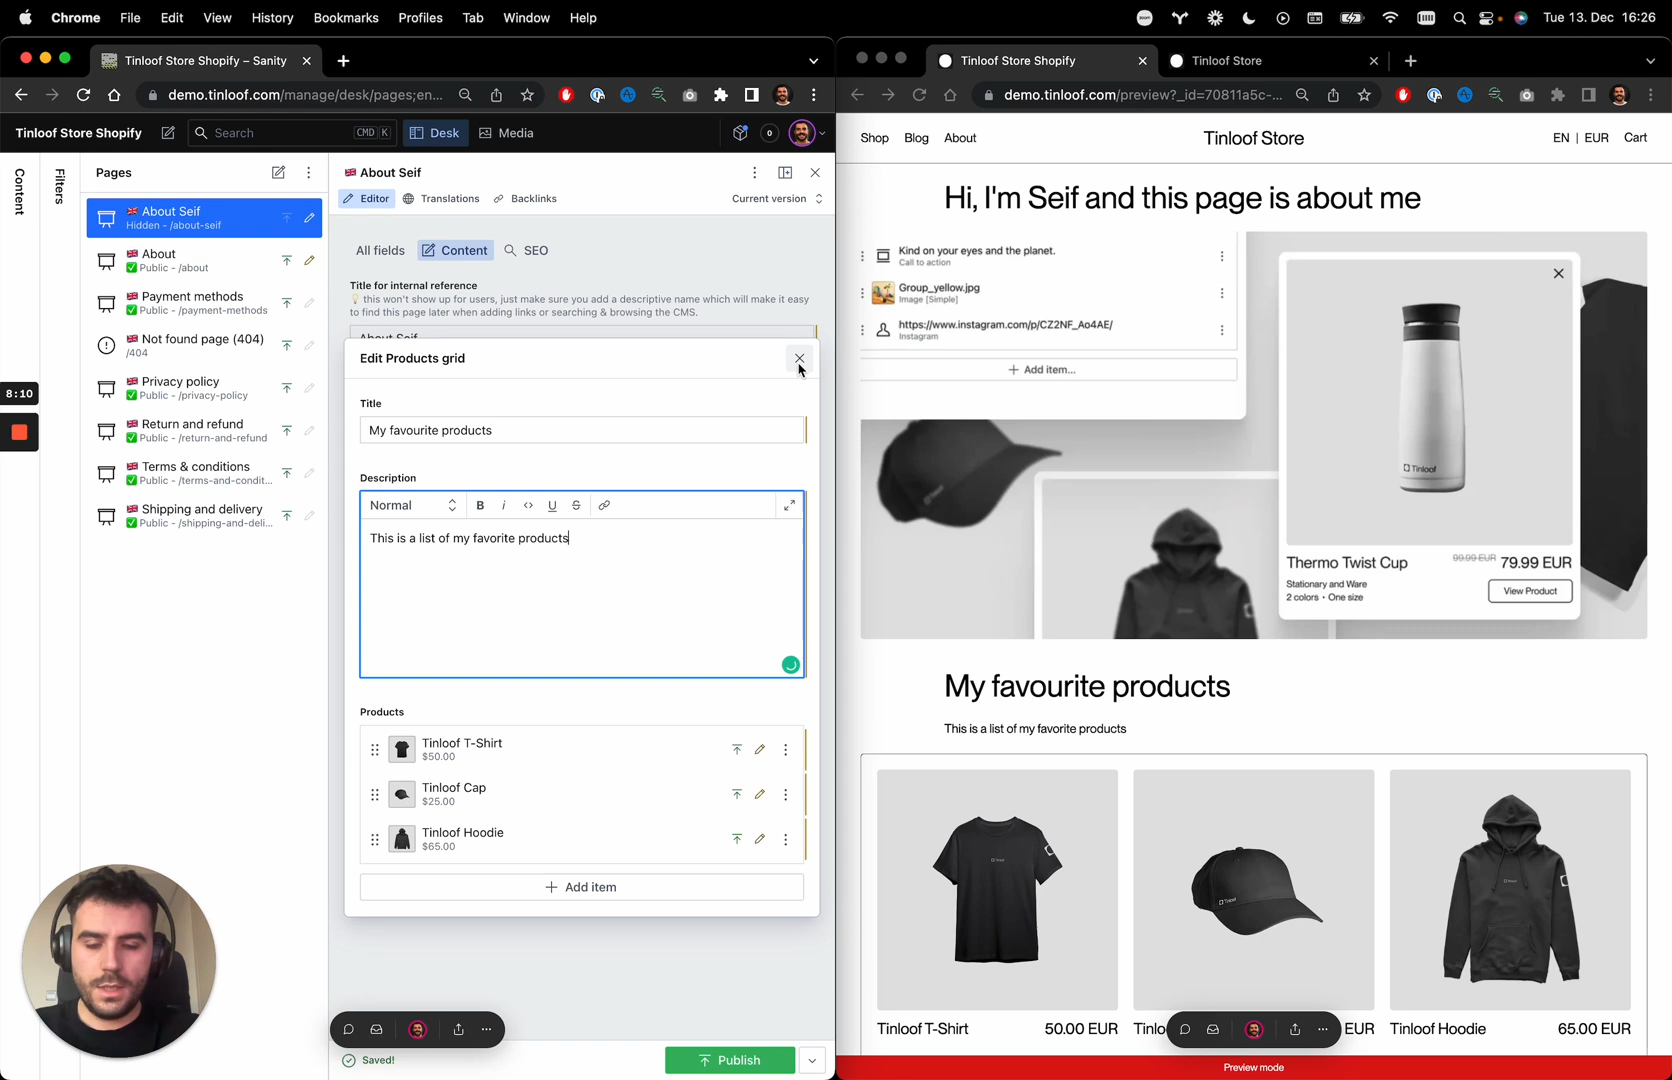 Chrome File Edit View History Bookmarks Profiles Tab Window Help
zoom
Tue 13. Dec 16:26
Tinloof Store Shopify – Sanity
demo.tinloof.com/manage/desk/pages;en...
Tinloof Store Shopify
Search
CMD K
Desk
Media
0
Content
Filters
Pages
🇬🇧 About Seif
Hidden - /about-seif
🇬🇧 About
✅ Public - /about
🇬🇧 Payment methods
✅ Public - /payment-methods
🇬🇧 Not found page (404)
/404
🇬🇧 Privacy policy
✅ Public - /privacy-policy
🇬🇧 Return and refund
✅ Public - /return-and-refund
🇬🇧 Terms & conditions
✅ Public - /terms-and-condit...
🇬🇧 Shipping and delivery
✅ Public - /shipping-and-deli...
8:10
🇬🇧 About Seif
Editor
Translations
Backlinks
Current version
All fields
Content
SEO
Title for internal reference
💡 this won't show up for users, just make sure you add a descriptive name which will make it easy
to find this page later when adding links or searching & browsing the CMS.
About Seif
Edit Products grid
Title
My favourite products
Description
Normal
B i <> U S
This is a list of my favorite products
Products
Tinloof T-Shirt
$50.00
Tinloof Cap
$25.00
Tinloof Hoodie
$65.00
Add item
Saved!
Publish
Tinloof Store Shopify
Tinloof Store
demo.tinloof.com/preview?_id=70811a5c-...
Shop Blog About
Tinloof Store
EN | EUR Cart
Hi, I'm Seif and this page is about me
Kind on your eyes and the planet.
Call to action
Group_yellow.jpg
Image [Simple]
https://www.instagram.com/p/CZ2NF_Ao4AE/
Instagram
Add item...
Tinloof
Thermo Twist Cup
99.99 EUR 79.99 EUR
Stationary and Ware
2 colors • One size
View Product
My favourite products
This is a list of my favorite products
Tinloof
Tinloof
Tinloof T-Shirt
50.00 EUR
Tinlo
EUR
Tinloof Hoodie
65.00 EUR
Preview mode